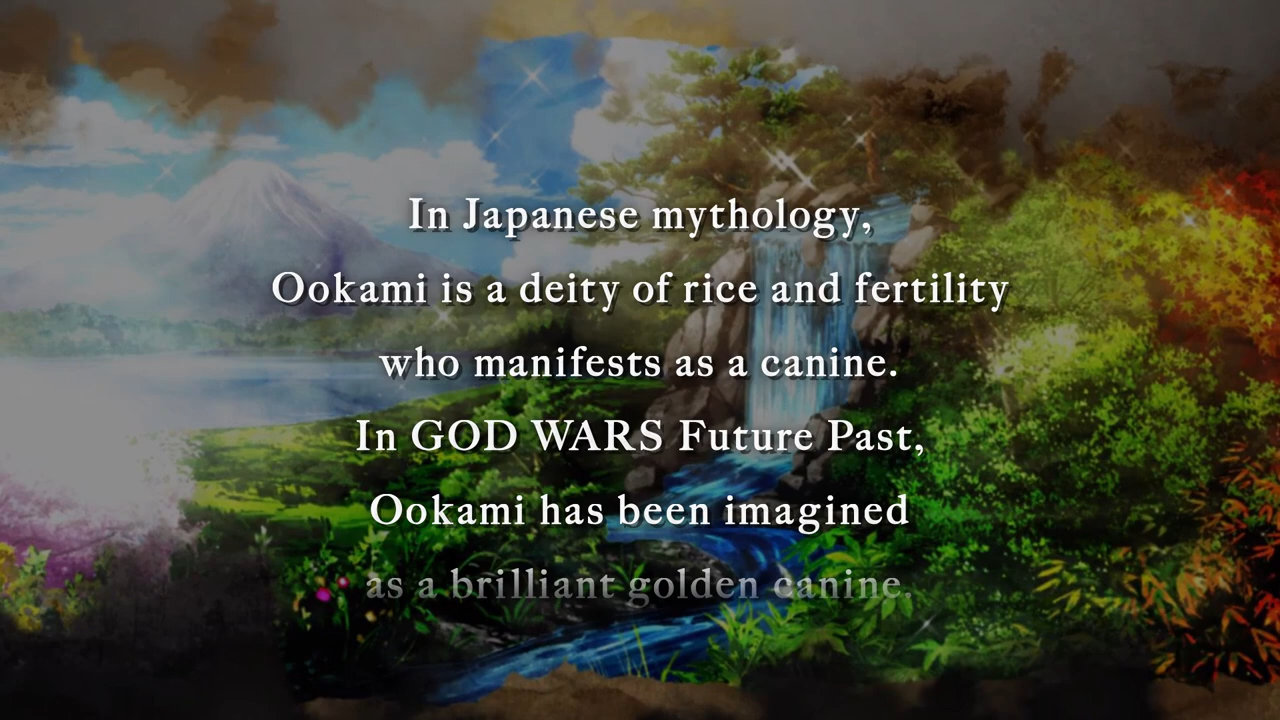 In Japanese mythology,
Ookami is a deity of rice and fertility
who manifests as a canine.
In GOD WARS Future Past,
Ookami has been imagined
as a brilliant golden canine.